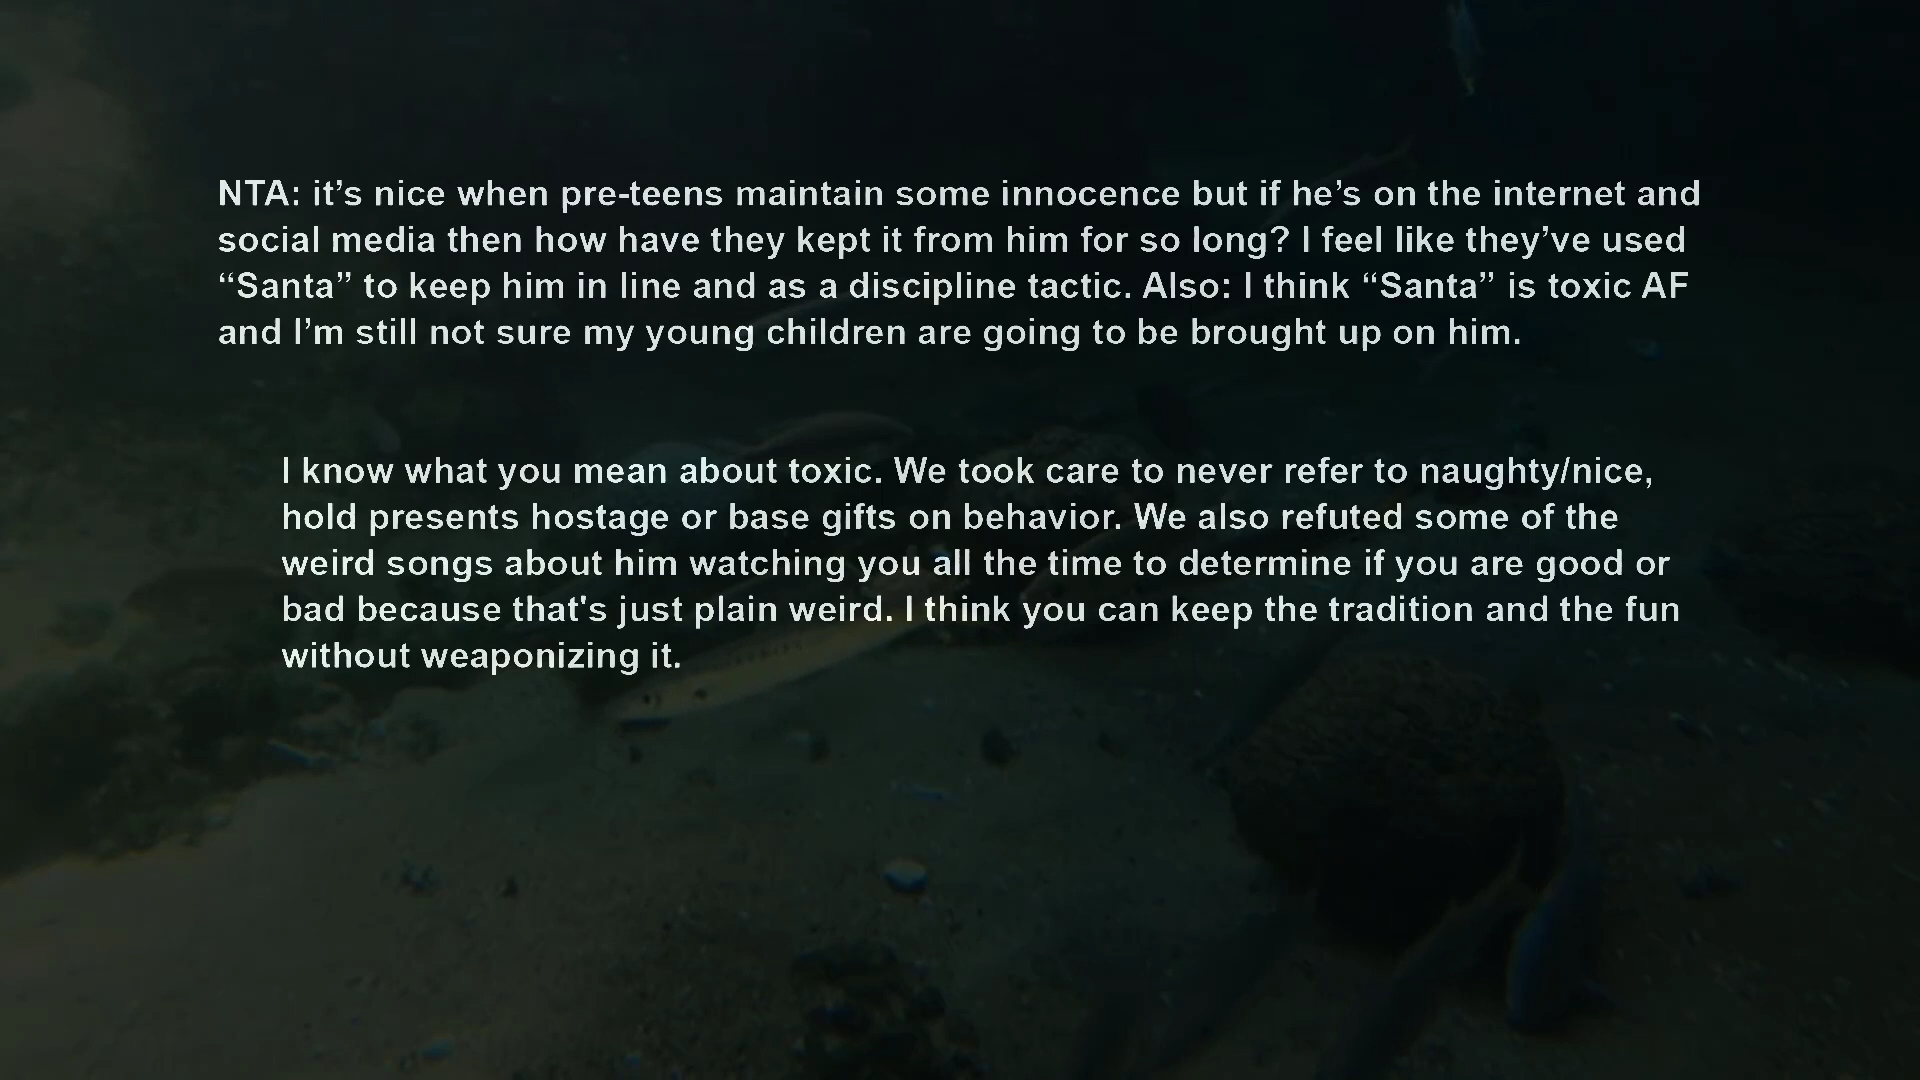 NTA: it’s nice when pre-teens maintain some innocence but if he’s on the internet and
social media then how have they kept it from him for so long? I feel like they’ve used
“Santa” to keep him in line and as a discipline tactic. Also: I think “Santa” is toxic AF
and I’m still not sure my young children are going to be brought up on him.
I know what you mean about toxic. We took care to never refer to naughty/nice,
hold presents hostage or base gifts on behavior. We also refuted some of the
weird songs about him watching you all the time to determine if you are good or
bad because that's just plain weird. I think you can keep the tradition and the fun
without weaponizing it.